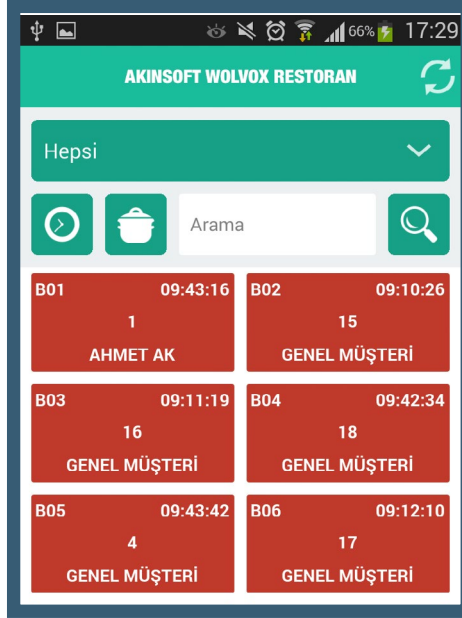 66% 17:29
AKINSOFT WOLVOX RESTORAN
Hepsi
Arama
B01 09:43:16
1
AHMET AK
B02 09:10:26
15
GENEL MÜŞTERİ
B03 09:11:19
16
GENEL MÜŞTERİ
B04 09:42:34
18
GENEL MÜŞTERİ
B05 09:43:42
4
GENEL MÜŞTERİ
B06 09:12:10
17
GENEL MÜŞTERİ